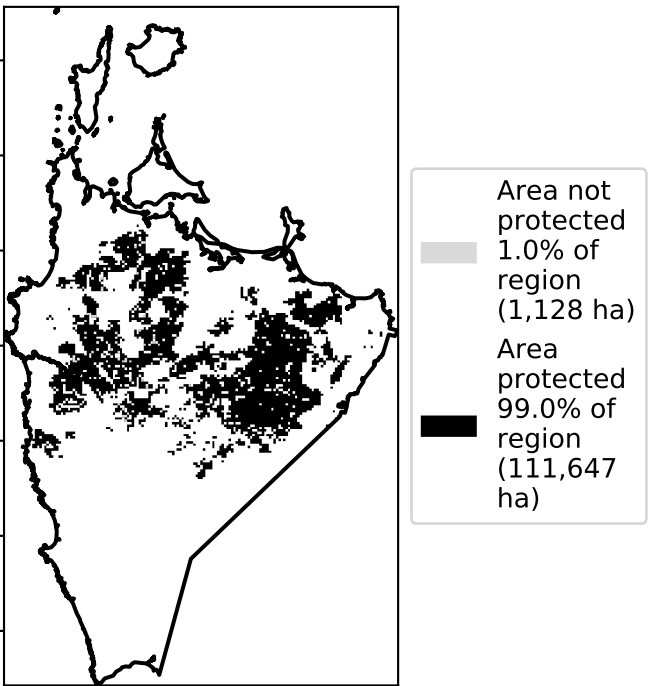 Area not
protected
1.0% of
region
(1,128 ha)
Area
protected
99.0% of
region
(111,647
ha)